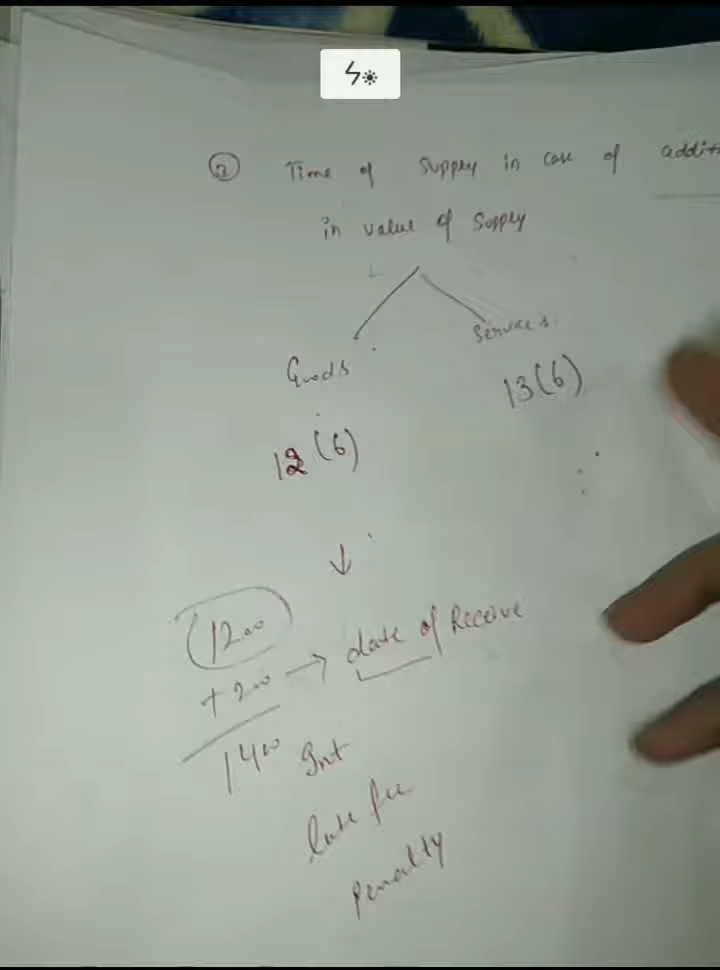 ② Time of supply in case of addit
in value of supply
Goods
Services.
12(6)
13(6)
↓
1200
+ 200 → date of Receive
1400
Int
late fee
Penalty